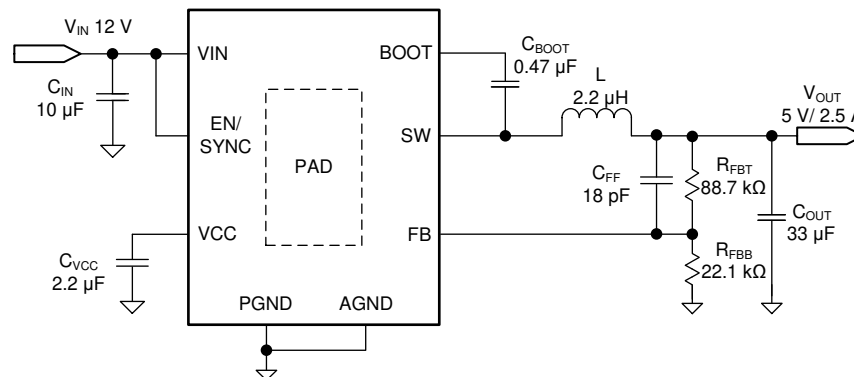 V_IN 12 V
C_IN
10 µF
VIN
EN/
SYNC
VCC
C_VCC
2.2 µF
PAD
PGND
AGND
BOOT
SW
FB
C_BOOT
0.47 µF
L
2.2 µH
C_FF
18 pF
R_FBT
88.7 kΩ
R_FBB
22.1 kΩ
V_OUT
5 V/ 2.5 A
C_OUT
33 µF